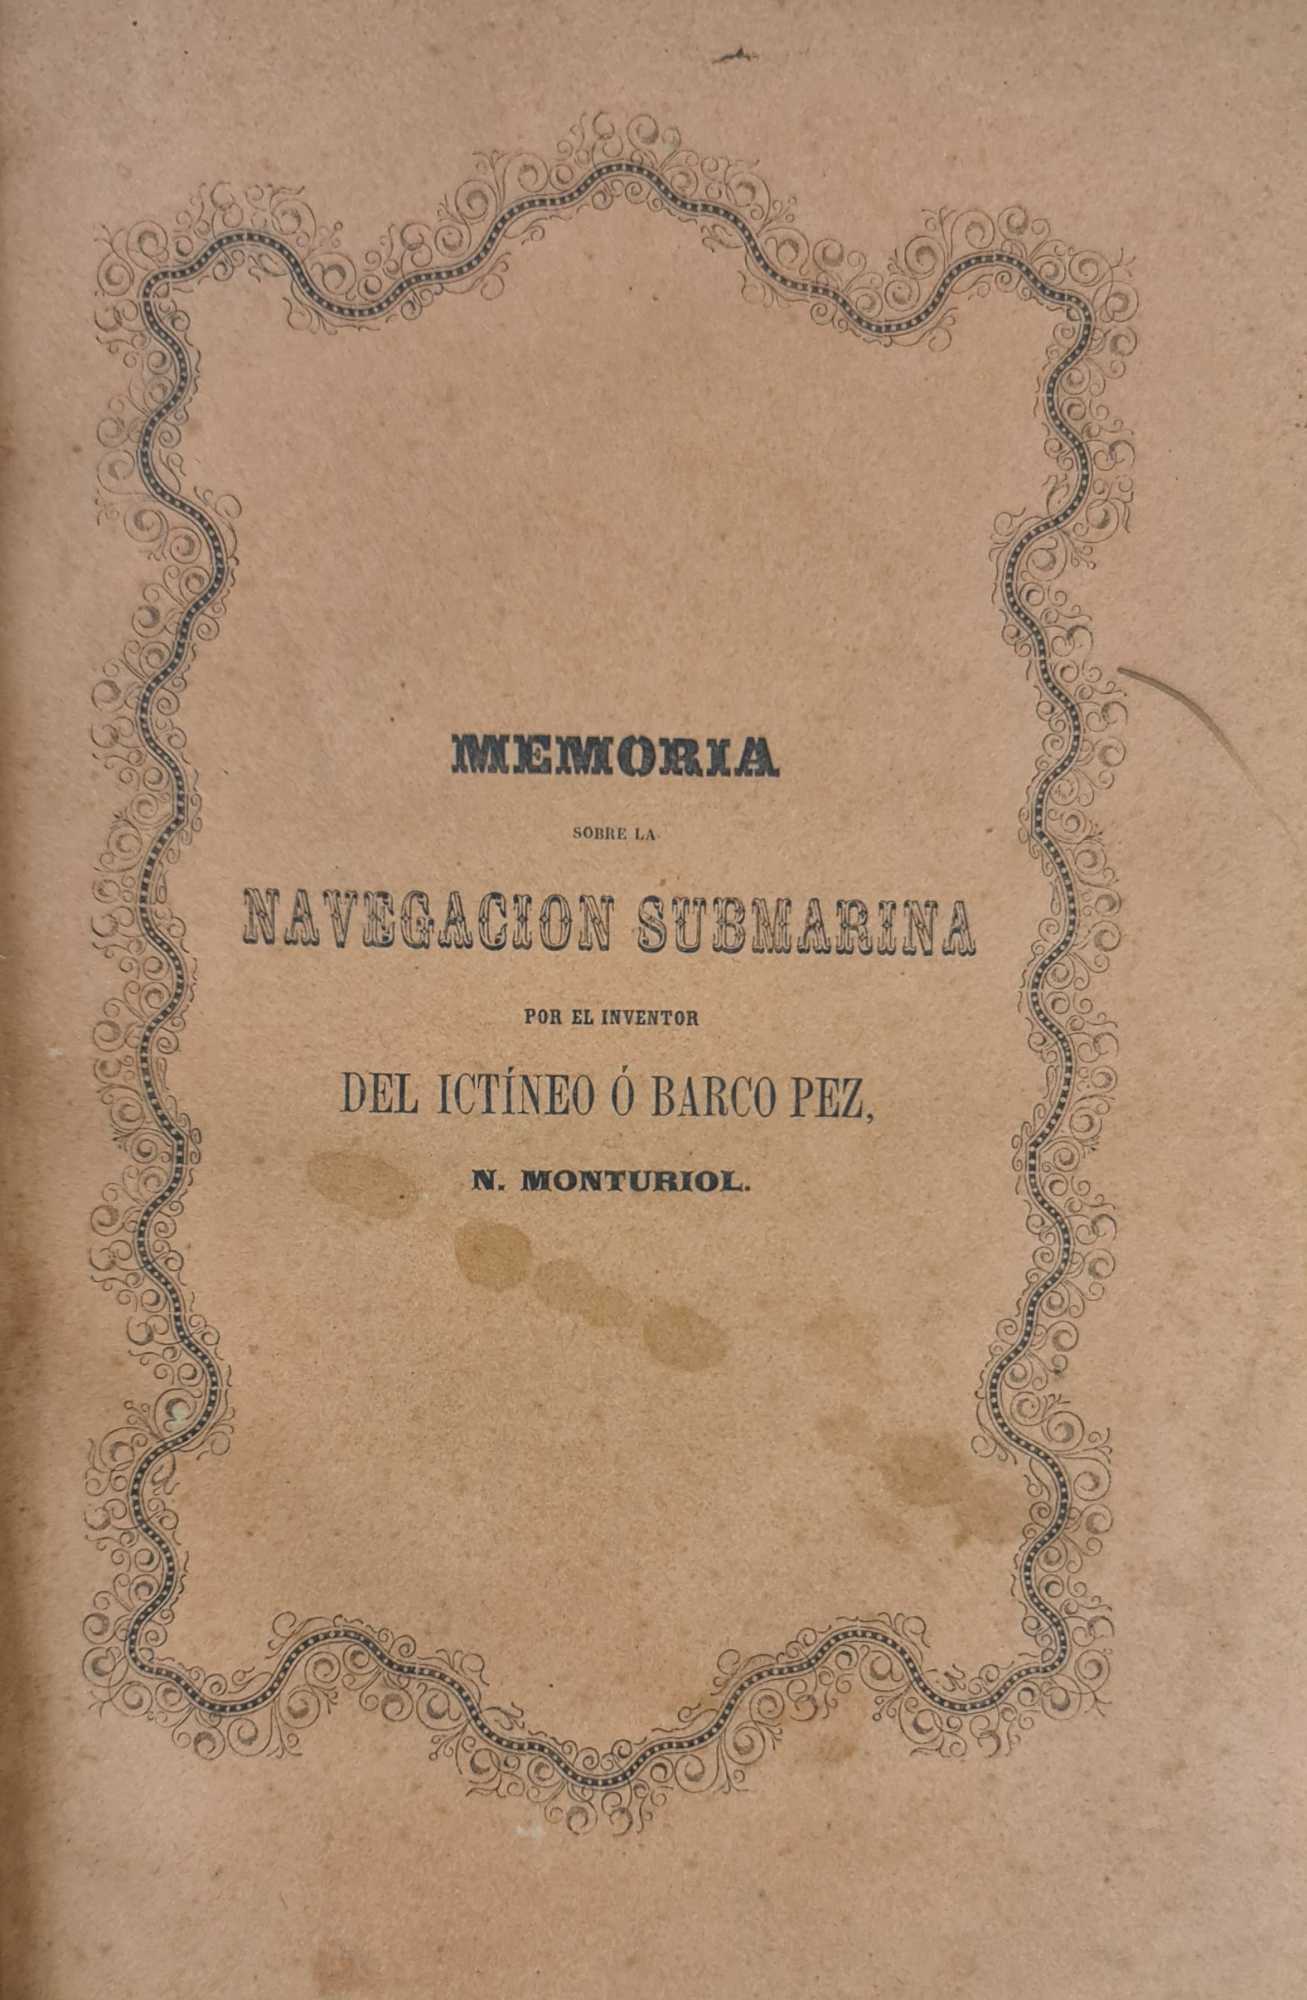 MEMORIA
SOBRE LA
NAVEGACION SUBMARINA
POR EL INVENTOR
DEL ICTÍNEO Ó BARCO PEZ,
N. MONTURIOL.